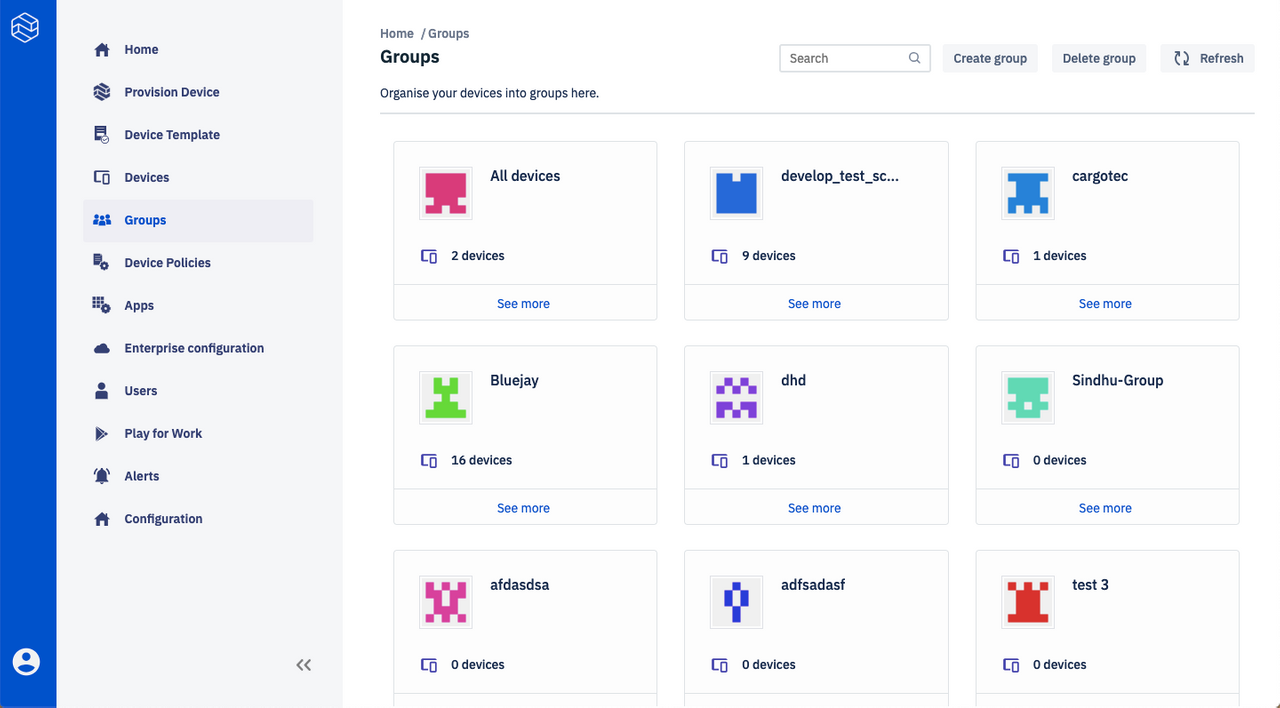 Home
Provision Device
Device Template
Devices
Groups
Device Policies
Apps
Enterprise configuration
Users
Play for Work
Alerts
Configuration
Home / Groups
Groups
Search
Create group
Delete group
Refresh
Organise your devices into groups here.
All devices
2 devices
See more
develop_test_sc...
9 devices
See more
cargotec
1 devices
See more
Bluejay
16 devices
See more
dhd
1 devices
See more
Sindhu-Group
0 devices
See more
afdasdsa
0 devices
adfsadasf
0 devices
test 3
0 devices